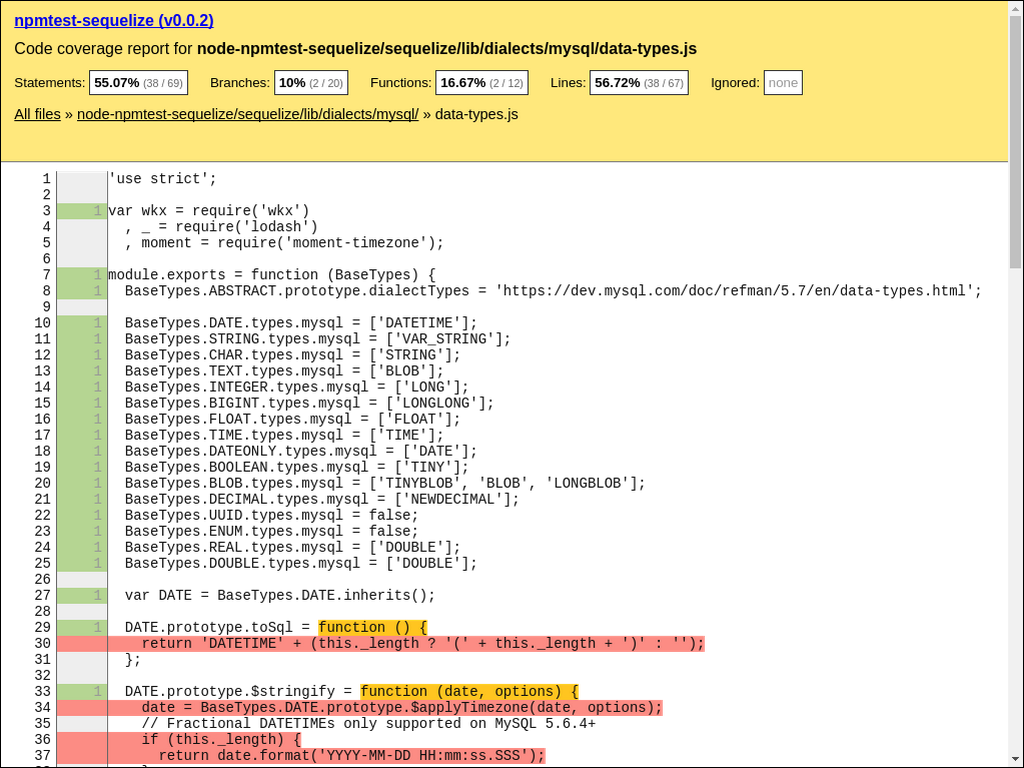 npmtest-sequelize (v0.0.2)
Code coverage report for node-npmtest-sequelize/sequelize/lib/dialects/mysql/data-types.js
Statements: 55.07% (38 / 69) Branches: 10% (2 / 20) Functions: 16.67% (2 / 12) Lines: 56.72% (38 / 67) Ignored: none
All files » node-npmtest-sequelize/sequelize/lib/dialects/mysql/ » data-types.js
1 'use strict';
2
3 1 var wkx = require('wkx')
4 , _ = require('lodash')
5 , moment = require('moment-timezone');
6
7 1 module.exports = function (BaseTypes) {
8 1 BaseTypes.ABSTRACT.prototype.dialectTypes = 'https://dev.mysql.com/doc/refman/5.7/en/data-types.html';
9
10 1 BaseTypes.DATE.types.mysql = ['DATETIME'];
11 1 BaseTypes.STRING.types.mysql = ['VAR_STRING'];
12 1 BaseTypes.CHAR.types.mysql = ['STRING'];
13 1 BaseTypes.TEXT.types.mysql = ['BLOB'];
14 1 BaseTypes.INTEGER.types.mysql = ['LONG'];
15 1 BaseTypes.BIGINT.types.mysql = ['LONGLONG'];
16 1 BaseTypes.FLOAT.types.mysql = ['FLOAT'];
17 1 BaseTypes.TIME.types.mysql = ['TIME'];
18 1 BaseTypes.DATEONLY.types.mysql = ['DATE'];
19 1 BaseTypes.BOOLEAN.types.mysql = ['TINY'];
20 1 BaseTypes.BLOB.types.mysql = ['TINYBLOB', 'BLOB', 'LONGBLOB'];
21 1 BaseTypes.DECIMAL.types.mysql = ['NEWDECIMAL'];
22 1 BaseTypes.UUID.types.mysql = false;
23 1 BaseTypes.ENUM.types.mysql = false;
24 1 BaseTypes.REAL.types.mysql = ['DOUBLE'];
25 1 BaseTypes.DOUBLE.types.mysql = ['DOUBLE'];
26
27 1 var DATE = BaseTypes.DATE.inherits();
28
29 1 DATE.prototype.toSql = function () {
30 return 'DATETIME' + (this._length ? '(' + this._length + ')' : '');
31 };
32
33 1 DATE.prototype.$stringify = function (date, options) {
34 date = BaseTypes.DATE.prototype.$applyTimezone(date, options);
35 // Fractional DATETIMEs only supported on MySQL 5.6.4+
36 if (this._length) {
37 return date.format('YYYY-MM-DD HH:mm:ss.SSS');